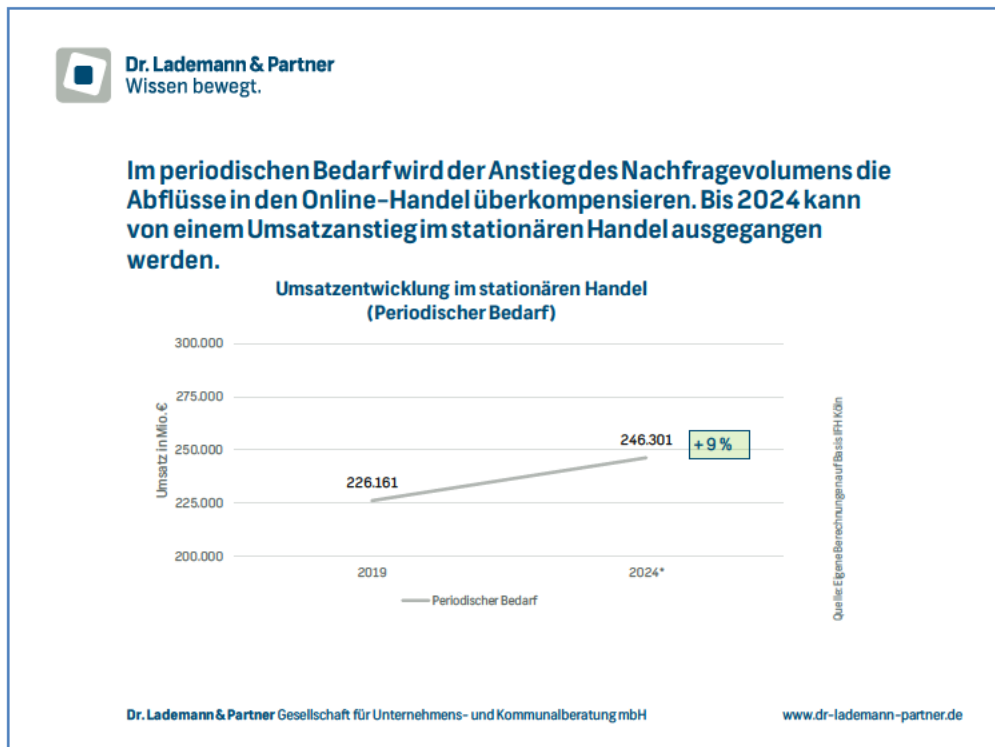 Dr. Lademann & Partner
Wissen bewegt.
Im periodischen Bedarf wird der Anstieg des Nachfragevolumens die
Abflüsse in den Online-Handel überkompensieren. Bis 2024 kann
von einem Umsatzanstieg im stationären Handel ausgegangen
werden.
Umsatzentwicklung im stationären Handel
(Periodischer Bedarf)
300.000
275.000
250.000
225.000
200.000
Umsatz in Mio. €
226.161
246.301
+ 9 %
2019
2024*
Periodischer Bedarf
Quelle: Eigene Berechnungen auf Basis IFH Köln
Dr. Lademann & Partner Gesellschaft für Unternehmens- und Kommunalberatung mbH
www.dr-lademann-partner.de